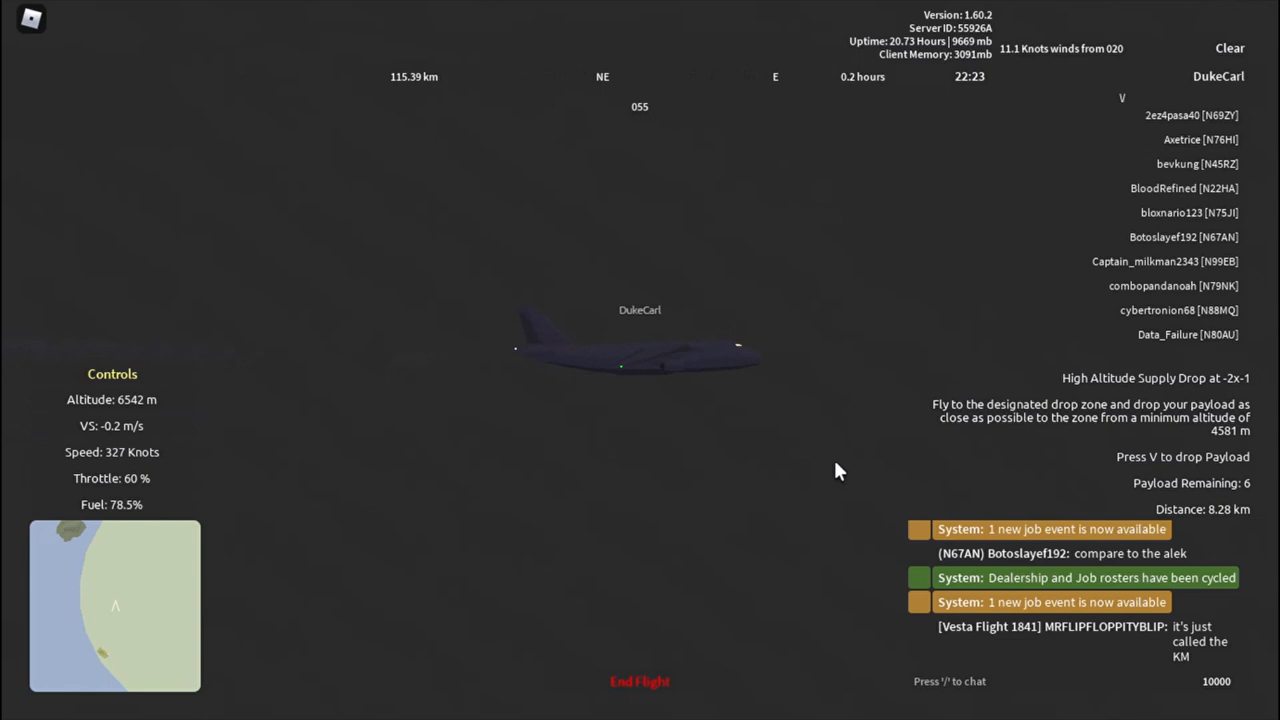 Version: 1.60.2
Server ID: 55926A
Uptime: 20.73 Hours | 9669 mb
Client Memory: 3091mb
11.1 Knots winds from 020
Clear
115.39 km
NE
E
0.2 hours
22:23
DukeCarl
055
V
2ez4pasa40 [N69ZY]
Axetrice [N76HI]
bevkung [N45RZ]
BloodRefined [N22HA]
bloxnario123 [N75JI]
Botoslayef192 [N67AN]
Captain_milkman2343 [N99EB]
combopandanoah [N79NK]
cybertronion68 [N88MQ]
Data_Failure [N80AU]
DukeCarl
Controls
Altitude: 6542 m
VS: -0.2 m/s
Speed: 327 Knots
Throttle: 60 %
Fuel: 78.5%
High Altitude Supply Drop at -2x-1
Fly to the designated drop zone and drop your payload as
close as possible to the zone from a minimum altitude of
4581 m
Press V to drop Payload
Payload Remaining: 6
Distance: 8.28 km
System: 1 new job event is now available
(N67AN) Botoslayef192: compare to the alek
System: Dealership and Job rosters have been cycled
System: 1 new job event is now available
[Vesta Flight 1841] MRFLIPFLOPPITYBLIP: it's just
called the
KM
End Flight
Press '/' to chat
10000